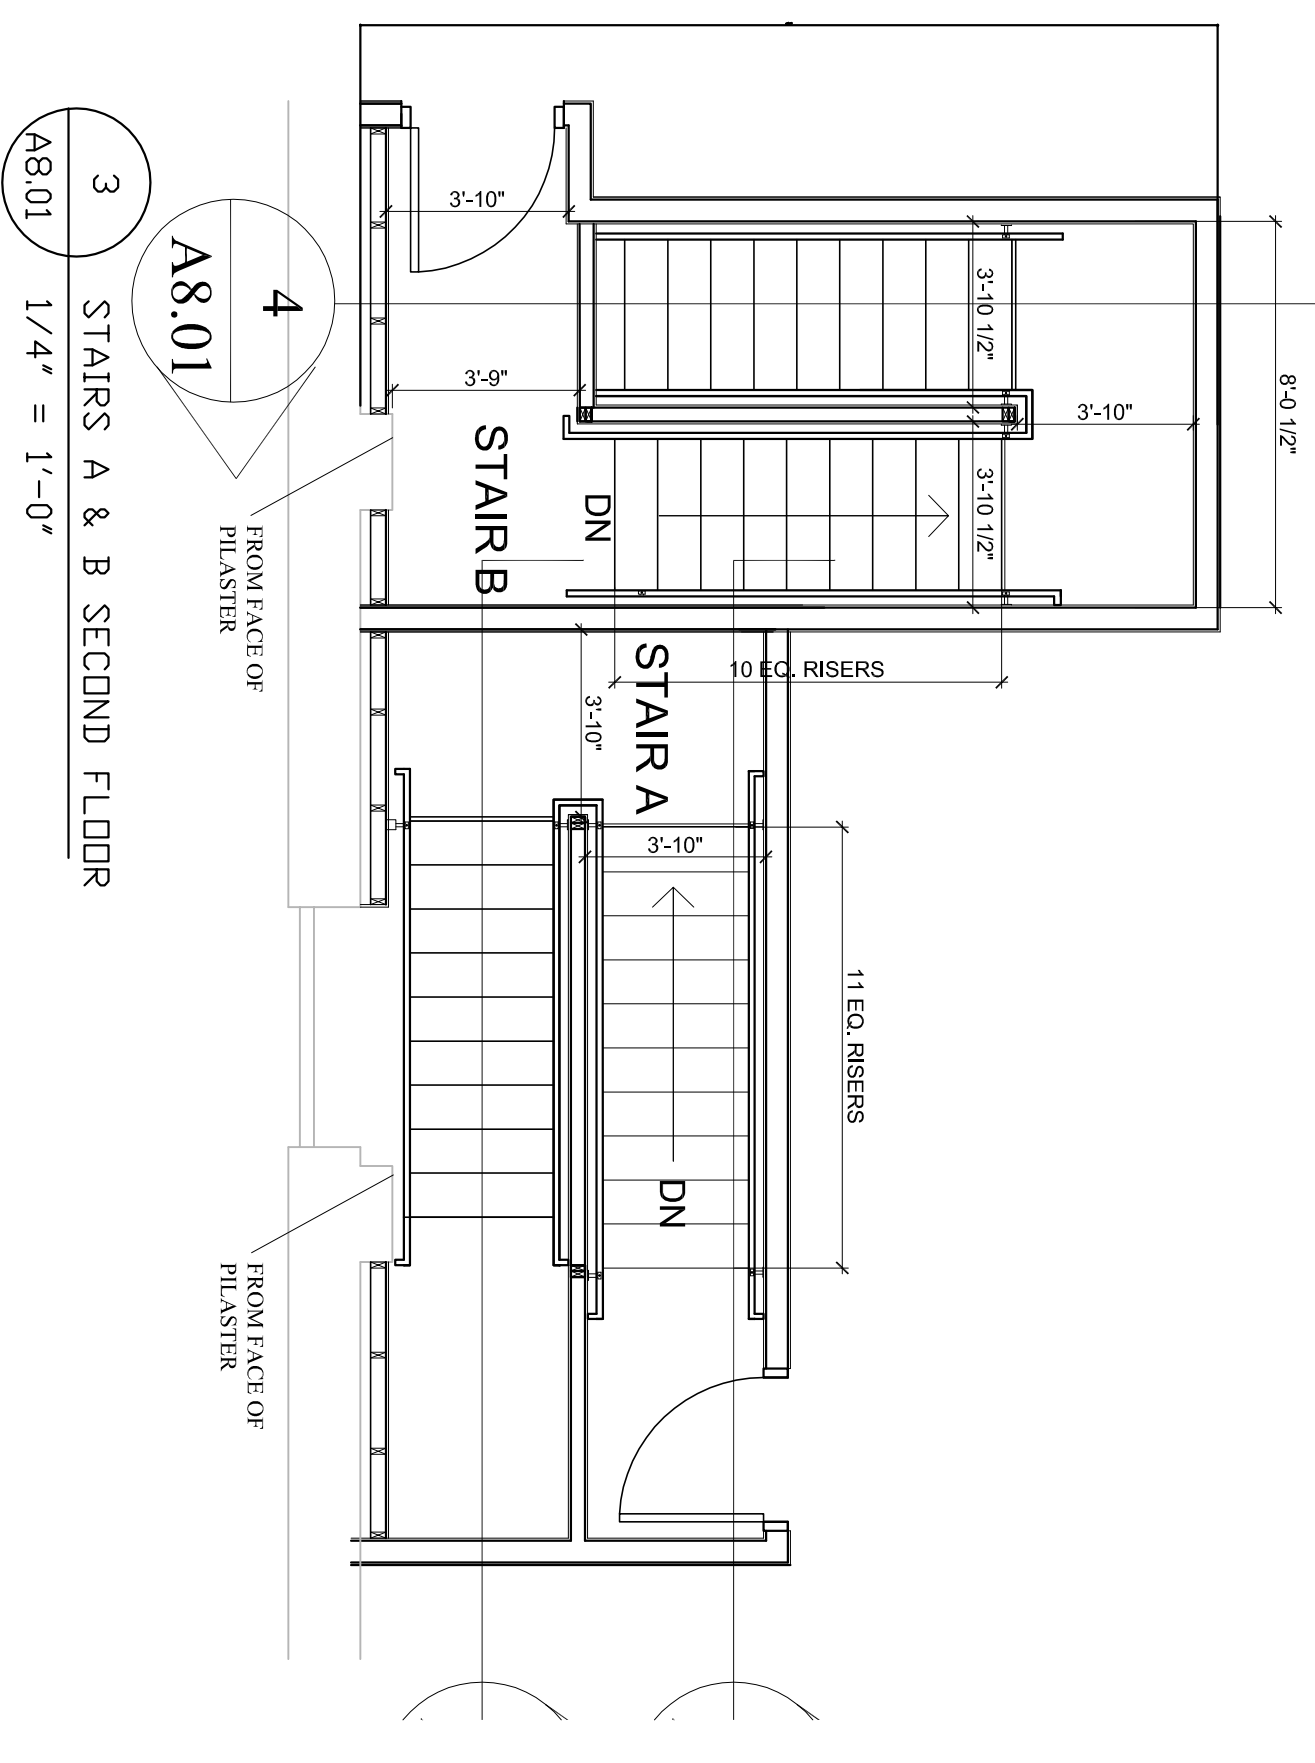 8'-0 1/2"
3'-10"
3'-10 1/2"
3'-10 1/2"
3'-10"
3'-9"
DN
STAIR B
10 EQ. RISERS
STAIR A
3'-10"
3'-10"
11 EQ. RISERS
DN
FROM FACE OF
PILASTER
FROM FACE OF
PILASTER
4
A8.01
3
A8.01
STAIRS A & B SECOND FLOOR
1/4" = 1'-0"